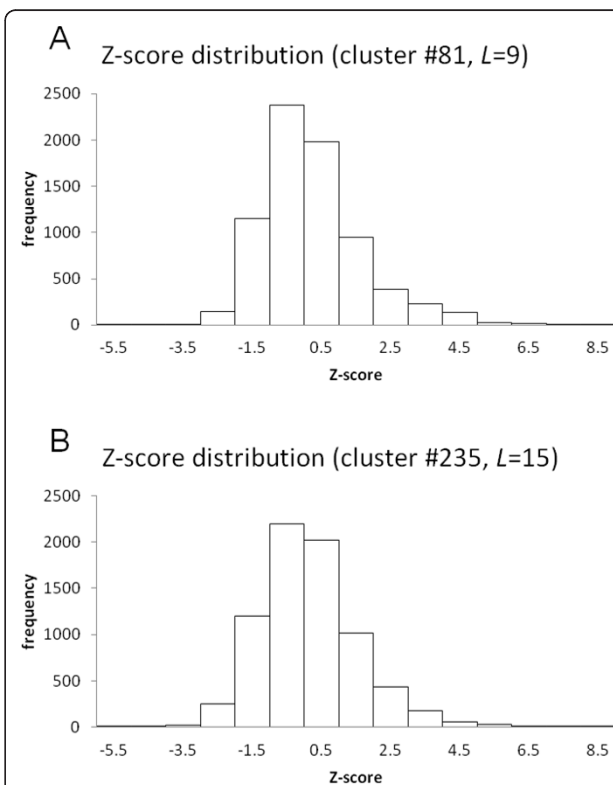 A
Z-score distribution (cluster #81, L=9)
2500
2000
1500
1000
500
0
frequency
-5.5 -3.5 -1.5 0.5 2.5 4.5 6.5 8.5
Z-score
B
Z-score distribution (cluster #235, L=15)
2500
2000
1500
1000
500
0
frequency
-5.5 -3.5 -1.5 0.5 2.5 4.5 6.5 8.5
Z-score